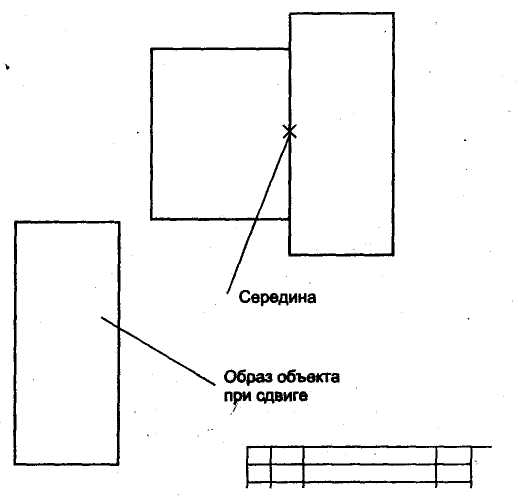 Середина
Образ объекта
при сдвиге